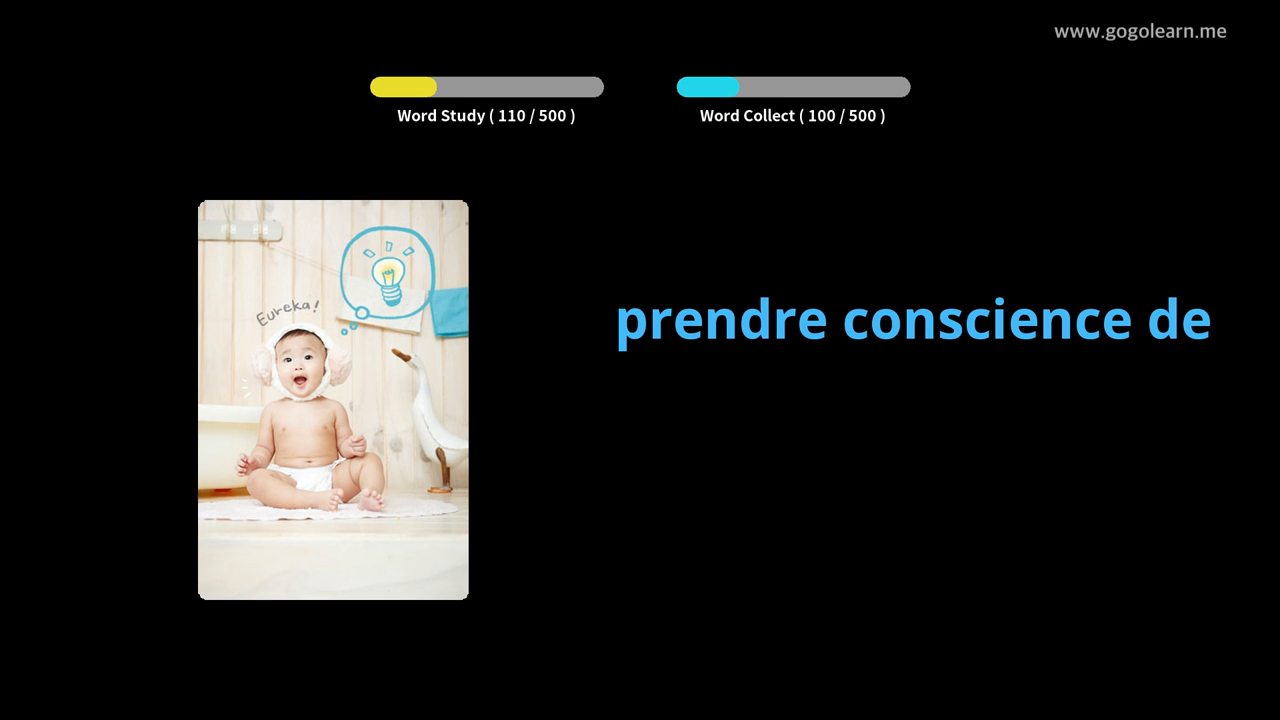 www.gogolearn.me
Word Study ( 110 / 500 )
Word Collect ( 100 / 500 )
Eureka!
prendre conscience de